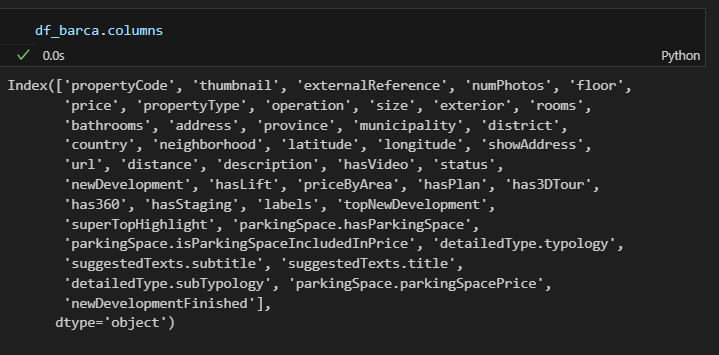 df_barca.columns
0.0s
Python
Index(['propertyCode', 'thumbnail', 'externalReference', 'numPhotos', 'floor',
'price', 'propertyType', 'operation', 'size', 'exterior', 'rooms',
'bathrooms', 'address', 'province', 'municipality', 'district',
'country', 'neighborhood', 'latitude', 'longitude', 'showAddress',
'url', 'distance', 'description', 'hasVideo', 'status',
'newDevelopment', 'hasLift', 'priceByArea', 'hasPlan', 'has3DTour',
'has360', 'hasStaging', 'labels', 'topNewDevelopment',
'superTopHighlight', 'parkingSpace.hasParkingSpace',
'parkingSpace.isParkingSpaceIncludedInPrice', 'detailedType.typology',
'suggestedTexts.subtitle', 'suggestedTexts.title',
'detailedType.subTypology', 'parkingSpace.parkingSpacePrice',
'newDevelopmentFinished'],
dtype='object')